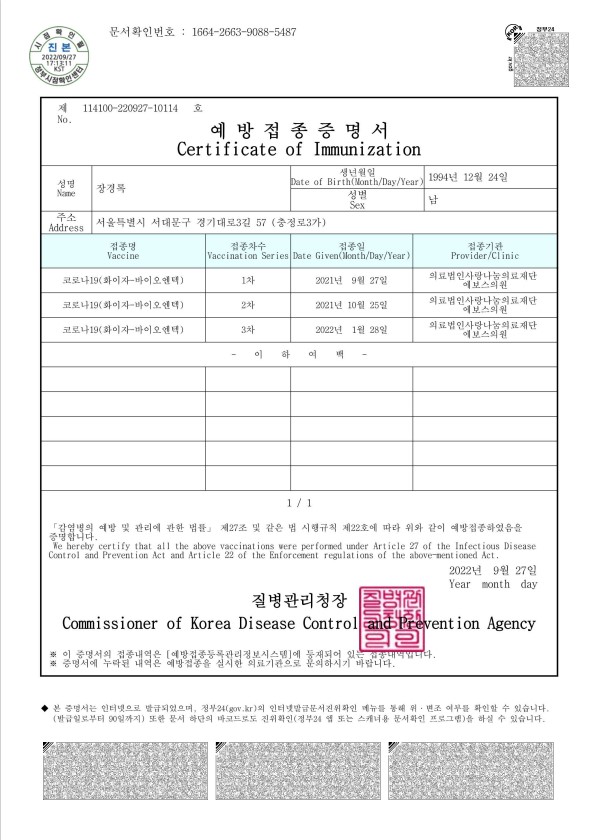 시점확인필
진본
2022/09/27
17:13:11
KST
정부시점확인센터
문서확인번호 : 1664-2663-9088-5487
정부24
제 114100-220927-10114 호
No.
예방접종증명서
Certificate of Immunization
성명
Name
장경록
생년월일
Date of Birth(Month/Day/Year)
1994년 12월 24일
성별
Sex
남
주소
Address
서울특별시 서대문구 경기대로3길 57 (충정로3가)
접종명
Vaccine
접종차수
Vaccination Series
접종일
Date Given(Month/Day/Year)
접종기관
Provider/Clinic
코로나19(화이자-바이오엔텍) 1차 2021년 9월 27일 의료법인사랑나눔의료재단
에보스의원
코로나19(화이자-바이오엔텍) 2차 2021년 10월 25일 의료법인사랑나눔의료재단
에보스의원
코로나19(화이자-바이오엔텍) 3차 2022년 1월 28일 의료법인사랑나눔의료재단
에보스의원
- 이 하 여 백 -
1 / 1
「감염병의 예방 및 관리에 관한 법률」 제27조 및 같은 법 시행규칙 제22호에 따라 위와 같이 예방접종하였음을
증명합니다.
We hereby certify that all the above vaccinations were performed under Article 27 of the Infectious Disease
Control and Prevention Act and Article 22 of the Enforcement regulations of the above-mentioned Act.
2022년 9월 27일
Year month day
질병관리청장
Commissioner of Korea Disease Control and Prevention Agency
※ 이 증명서의 접종내역은 [예방접종등록관리정보시스템]에 등재되어 있는 접종내역입니다.
※ 증명서에 누락된 내역은 예방접종을 실시한 의료기관으로 문의하시기 바랍니다.
◆ 본 증명서는 인터넷으로 발급되었으며, 정부24(gov.kr)의 인터넷발급문서진위확인 메뉴를 통해 위·변조 여부를 확인할 수 있습니다.
(발급일로부터 90일까지) 또한 문서 하단의 바코드로도 진위확인(정부24 앱 또는 스캐너용 문서확인 프로그램)을 하실 수 있습니다.